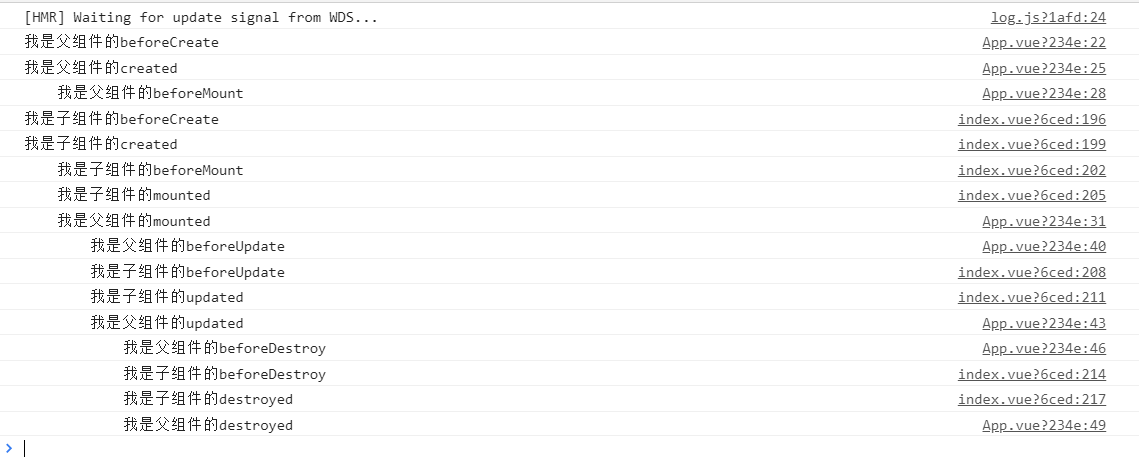 [HMR] Waiting for update signal from WDS... log.js?1afd:24
我是父组件的beforeCreate App.vue?234e:22
我是父组件的created App.vue?234e:25
我是父组件的beforeMount App.vue?234e:28
我是子组件的beforeCreate index.vue?6ced:196
我是子组件的created index.vue?6ced:199
我是子组件的beforeMount index.vue?6ced:202
我是子组件的mounted index.vue?6ced:205
我是父组件的mounted App.vue?234e:31
我是父组件的beforeUpdate App.vue?234e:40
我是子组件的beforeUpdate index.vue?6ced:208
我是子组件的updated index.vue?6ced:211
我是父组件的updated App.vue?234e:43
我是父组件的beforeDestroy App.vue?234e:46
我是子组件的beforeDestroy index.vue?6ced:214
我是子组件的destroyed index.vue?6ced:217
我是父组件的destroyed App.vue?234e:49